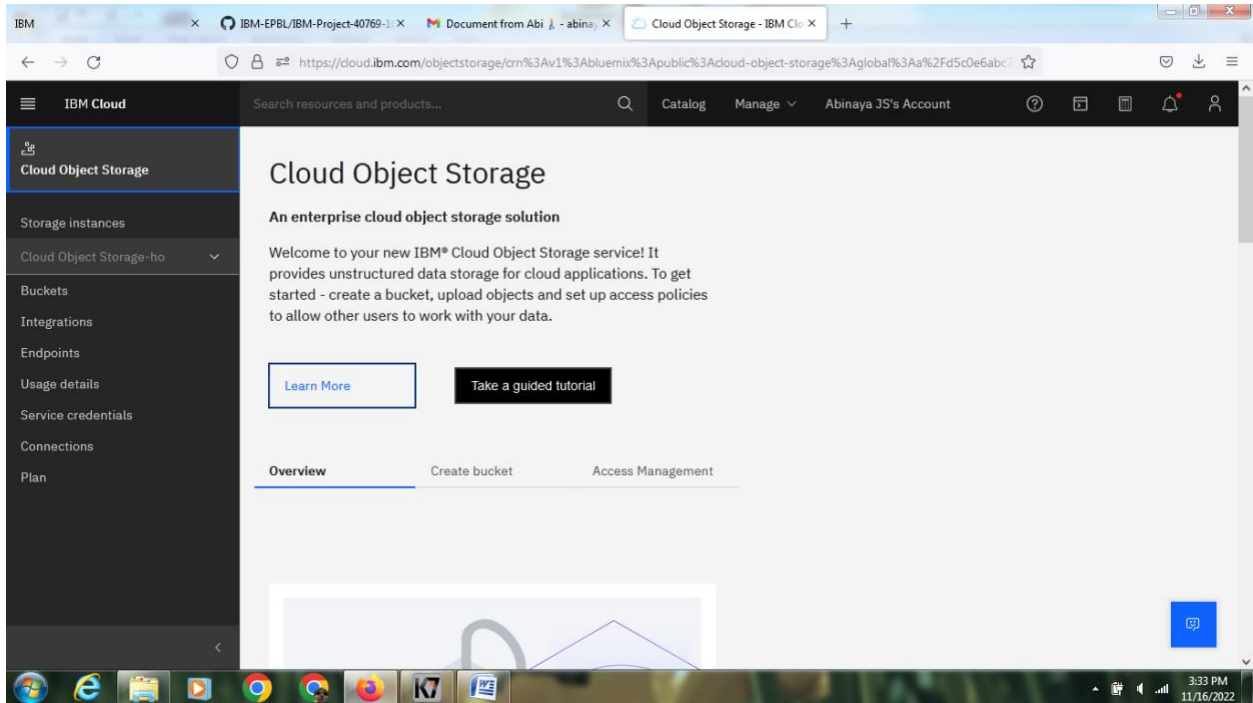 IBM
IBM-EPBL/IBM-Project-40769-1
Document from Abi - abinay
Cloud Object Storage - IBM Clo
https://cloud.ibm.com/objectstorage/crn%3Av1%3Abluemix%3Apublic%3Acloud-object-storage%3Aglobal%3Aa%2Fd5c0e6abc7
IBM Cloud
Search resources and products...
Catalog
Manage
Abinaya JS's Account
Cloud Object Storage
Storage instances
Cloud Object Storage-ho
Buckets
Integrations
Endpoints
Usage details
Service credentials
Connections
Plan
Cloud Object Storage
An enterprise cloud object storage solution
Welcome to your new IBM® Cloud Object Storage service! It
provides unstructured data storage for cloud applications. To get
started - create a bucket, upload objects and set up access policies
to allow other users to work with your data.
Learn More
Take a guided tutorial
Overview
Create bucket
Access Management
K7
3:33 PM
11/16/2022